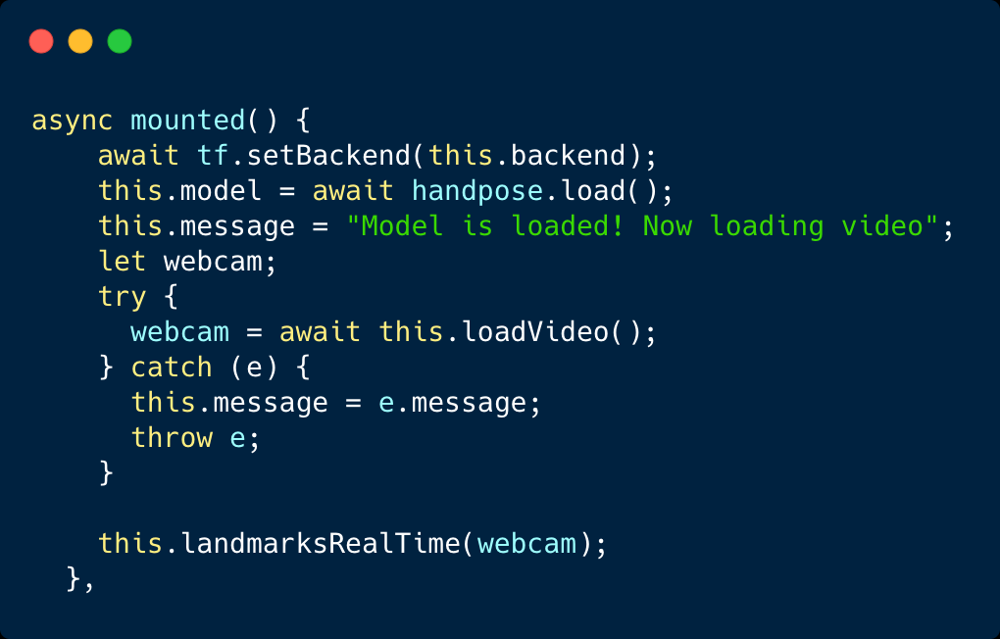 async mounted() {
    await tf.setBackend(this.backend);
    this.model = await handpose.load();
    this.message = "Model is loaded! Now loading video";
    let webcam;
    try {
      webcam = await this.loadVideo();
    } catch (e) {
      this.message = e.message;
      throw e;
    }

    this.landmarksRealTime(webcam);
  },